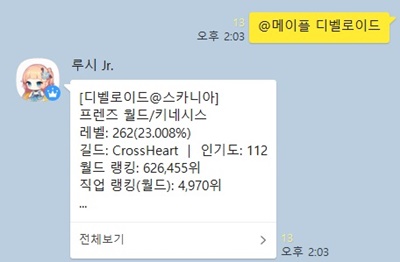 13
오후 2:03
@메이플 디벨로이드
루시 Jr.
[디벨로이드@스카니아]
프렌즈 월드/키네시스
레벨: 262(23.008%)
길드: CrossHeart | 인기도: 112
월드 랭킹: 626,455위
직업 랭킹(월드): 4,970위
...
전체보기
13
오후 2:03